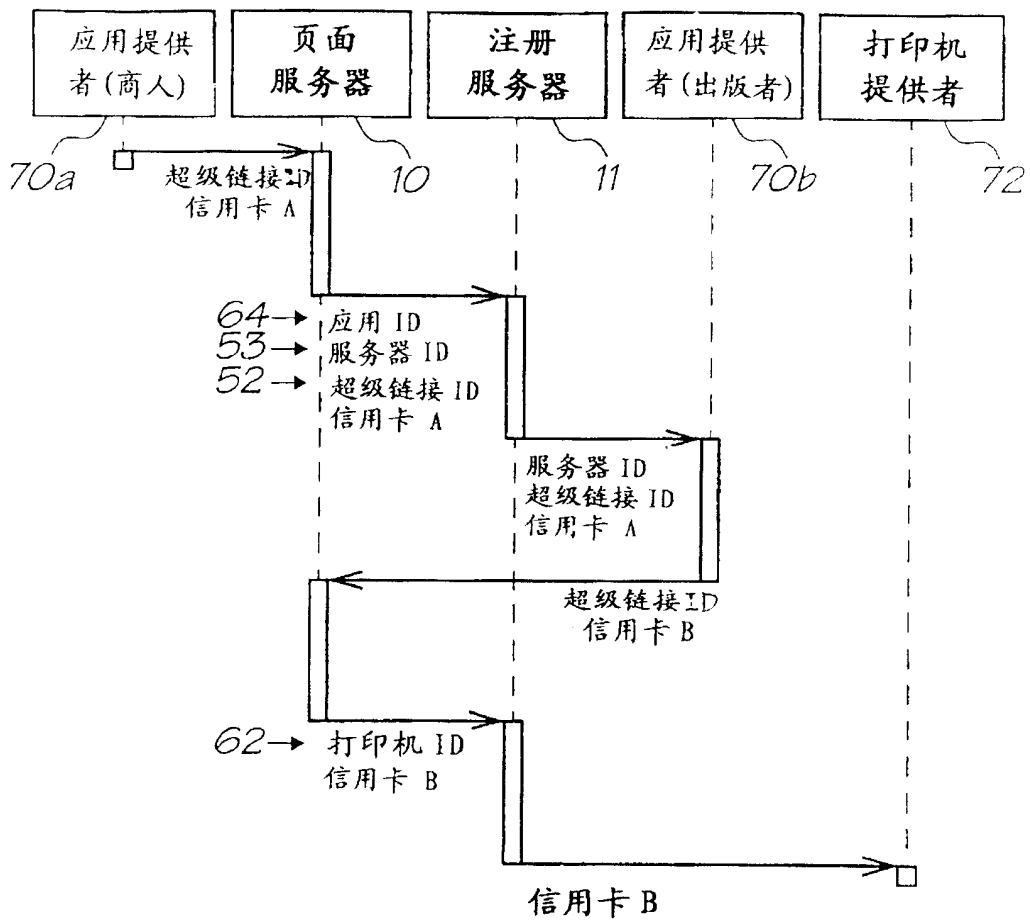 应用提供
者(商人)
页面
服务器
注册
服务器
应用提供
者(出版者)
打印机
提供者
70a
10
11
70b
72
超级链接ID
信用卡 A
64
应用 ID
53
服务器 ID
52
超级链接 ID
信用卡 A
服务器 ID
超级链接 ID
信用卡 A
超级链接ID
信用卡 B
62
打印机 ID
信用卡 B
信用卡 B